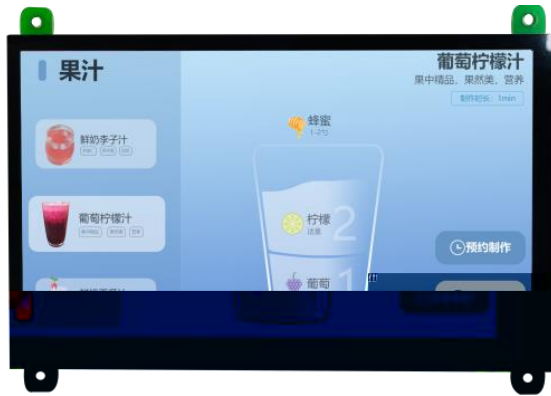 果汁
葡萄柠檬汁
果中精品，果然美，营养
制作时长：1min
鲜奶李子汁
蜂蜜
1-2勺
葡萄柠檬汁
柠檬
适量
2
预约制作
葡萄
1